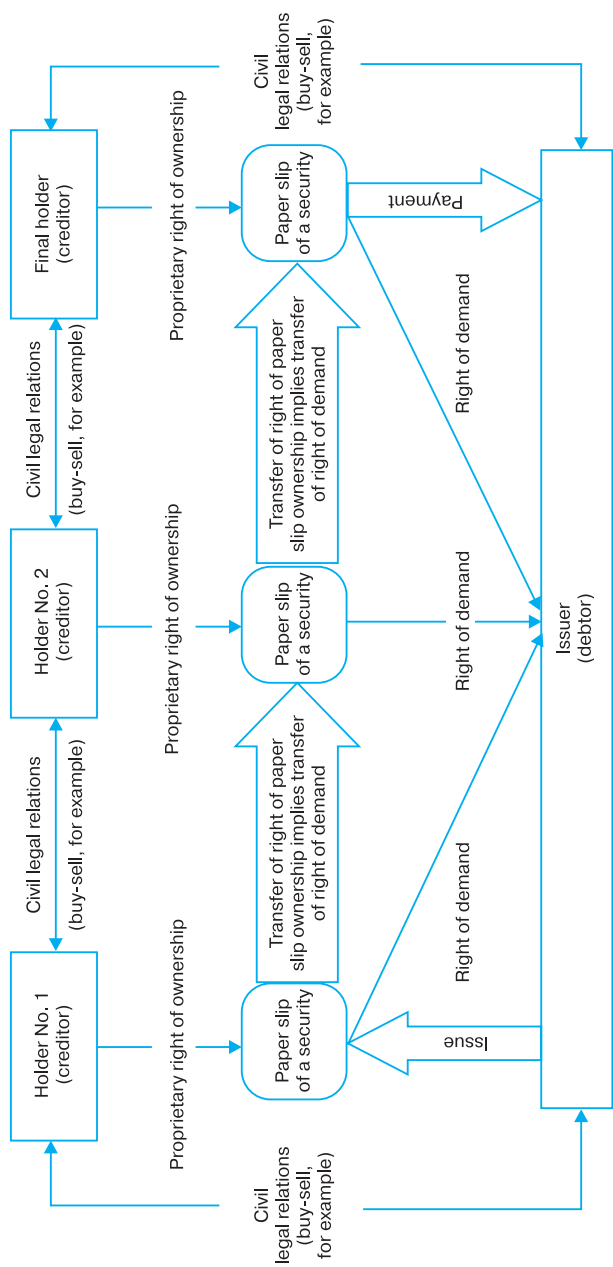 Holder No. 1
(creditor)
Civil legal relations
(buy-sell, for example)
Holder No. 2
(creditor)
Civil legal relations
(buy-sell, for example)
Final holder
(creditor)
Proprietary right of ownership
Proprietary right of ownership
Proprietary right of ownership
Civil
legal relations
(buy-sell,
for example)
Paper slip
of a security
Transfer of right of paper
slip ownership implies transfer
of right of demand
Paper slip
of a security
Transfer of right of paper
slip ownership implies transfer
of right of demand
Paper slip
of a security
Civil
legal relations
(buy-sell,
for example)
Issue
Right of demand
Right of demand
Right of demand
Payment
Issuer
(debtor)